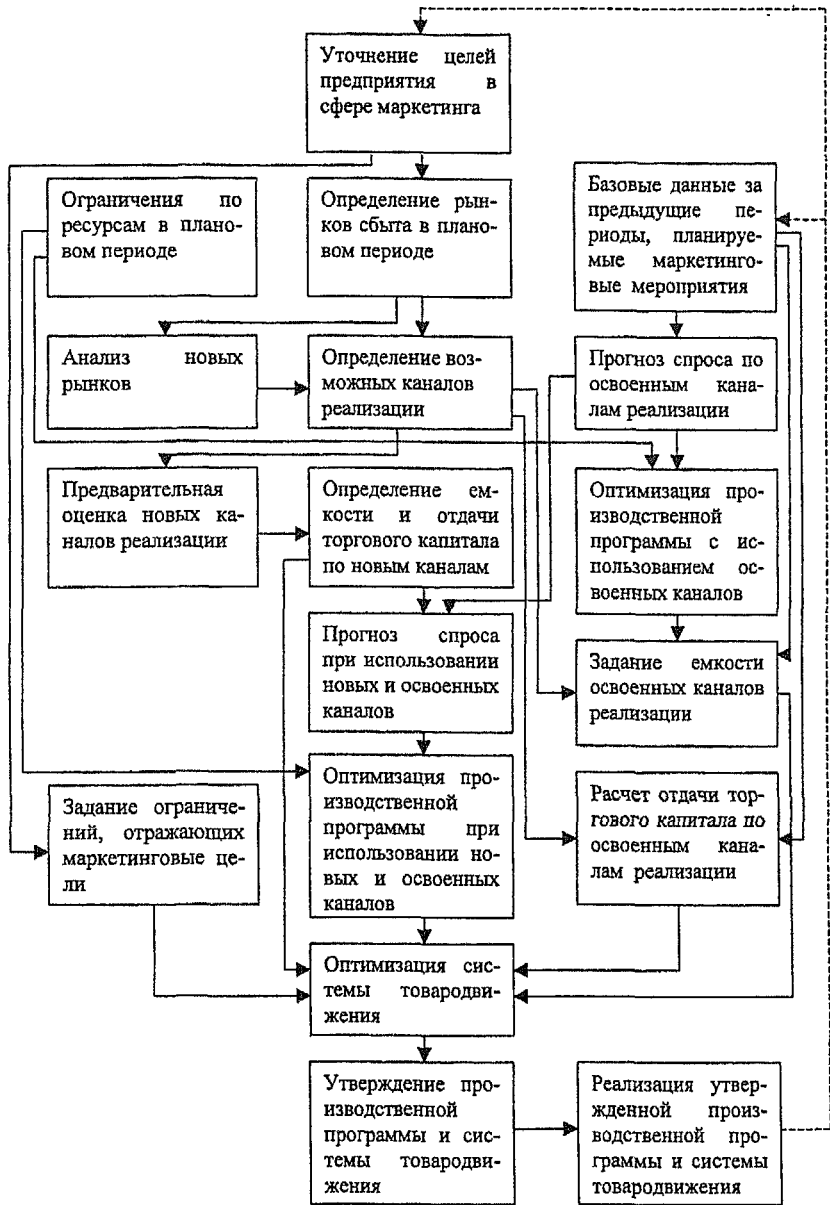 Уточнение целей
предприятия в
сфере маркетинга
Ограничения по
ресурсам в плано-
вом периоде
Определение рын-
ков сбыта в плано-
вом периоде
Базовые данные за
предыдущие пе-
риоды, планируе-
мые маркетинго-
вые мероприятия
Анализ новых
рынков
Определение воз-
можных каналов
реализации
Прогноз спроса по
освоенным кана-
лам реализации
Предварительная
оценка новых ка-
налов реализации
Определение ем-
кости и отдачи
торгового капитала
по новым каналам
Оптимизация про-
изводственной
программы с ис-
пользованием ос-
военных каналов
Прогноз спроса
при использовании
новых и освоенных
каналов
Задание емкости
освоенных каналов
реализации
Задание ограниче-
ний, отражающих
маркетинговые це-
ли
Оптимизация про-
изводственной
программы при
использовании но-
вых и освоенных
каналов
Расчет отдачи тор-
гового капитала по
освоенным кана-
лам реализации
Оптимизация сис-
темы товародви-
жения
Утверждение про-
изводственной
программы и сис-
темы товародви-
жения
Реализация утвер-
жденной произ-
водственной про-
граммы и системы
товародвижения